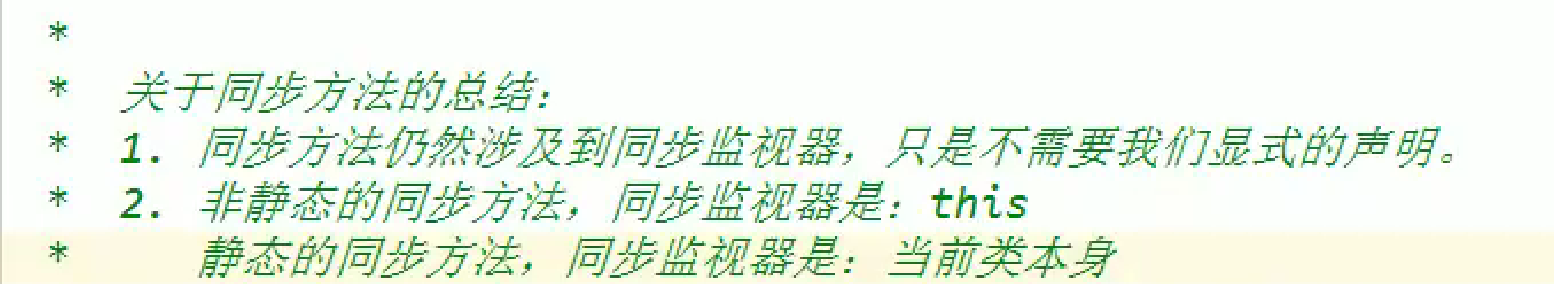 *
* 关于同步方法的总结：
* 1. 同步方法仍然涉及到同步监视器，只是不需要我们显式的声明。
* 2. 非静态的同步方法，同步监视器是：this
* 静态的同步方法，同步监视器是：当前类本身